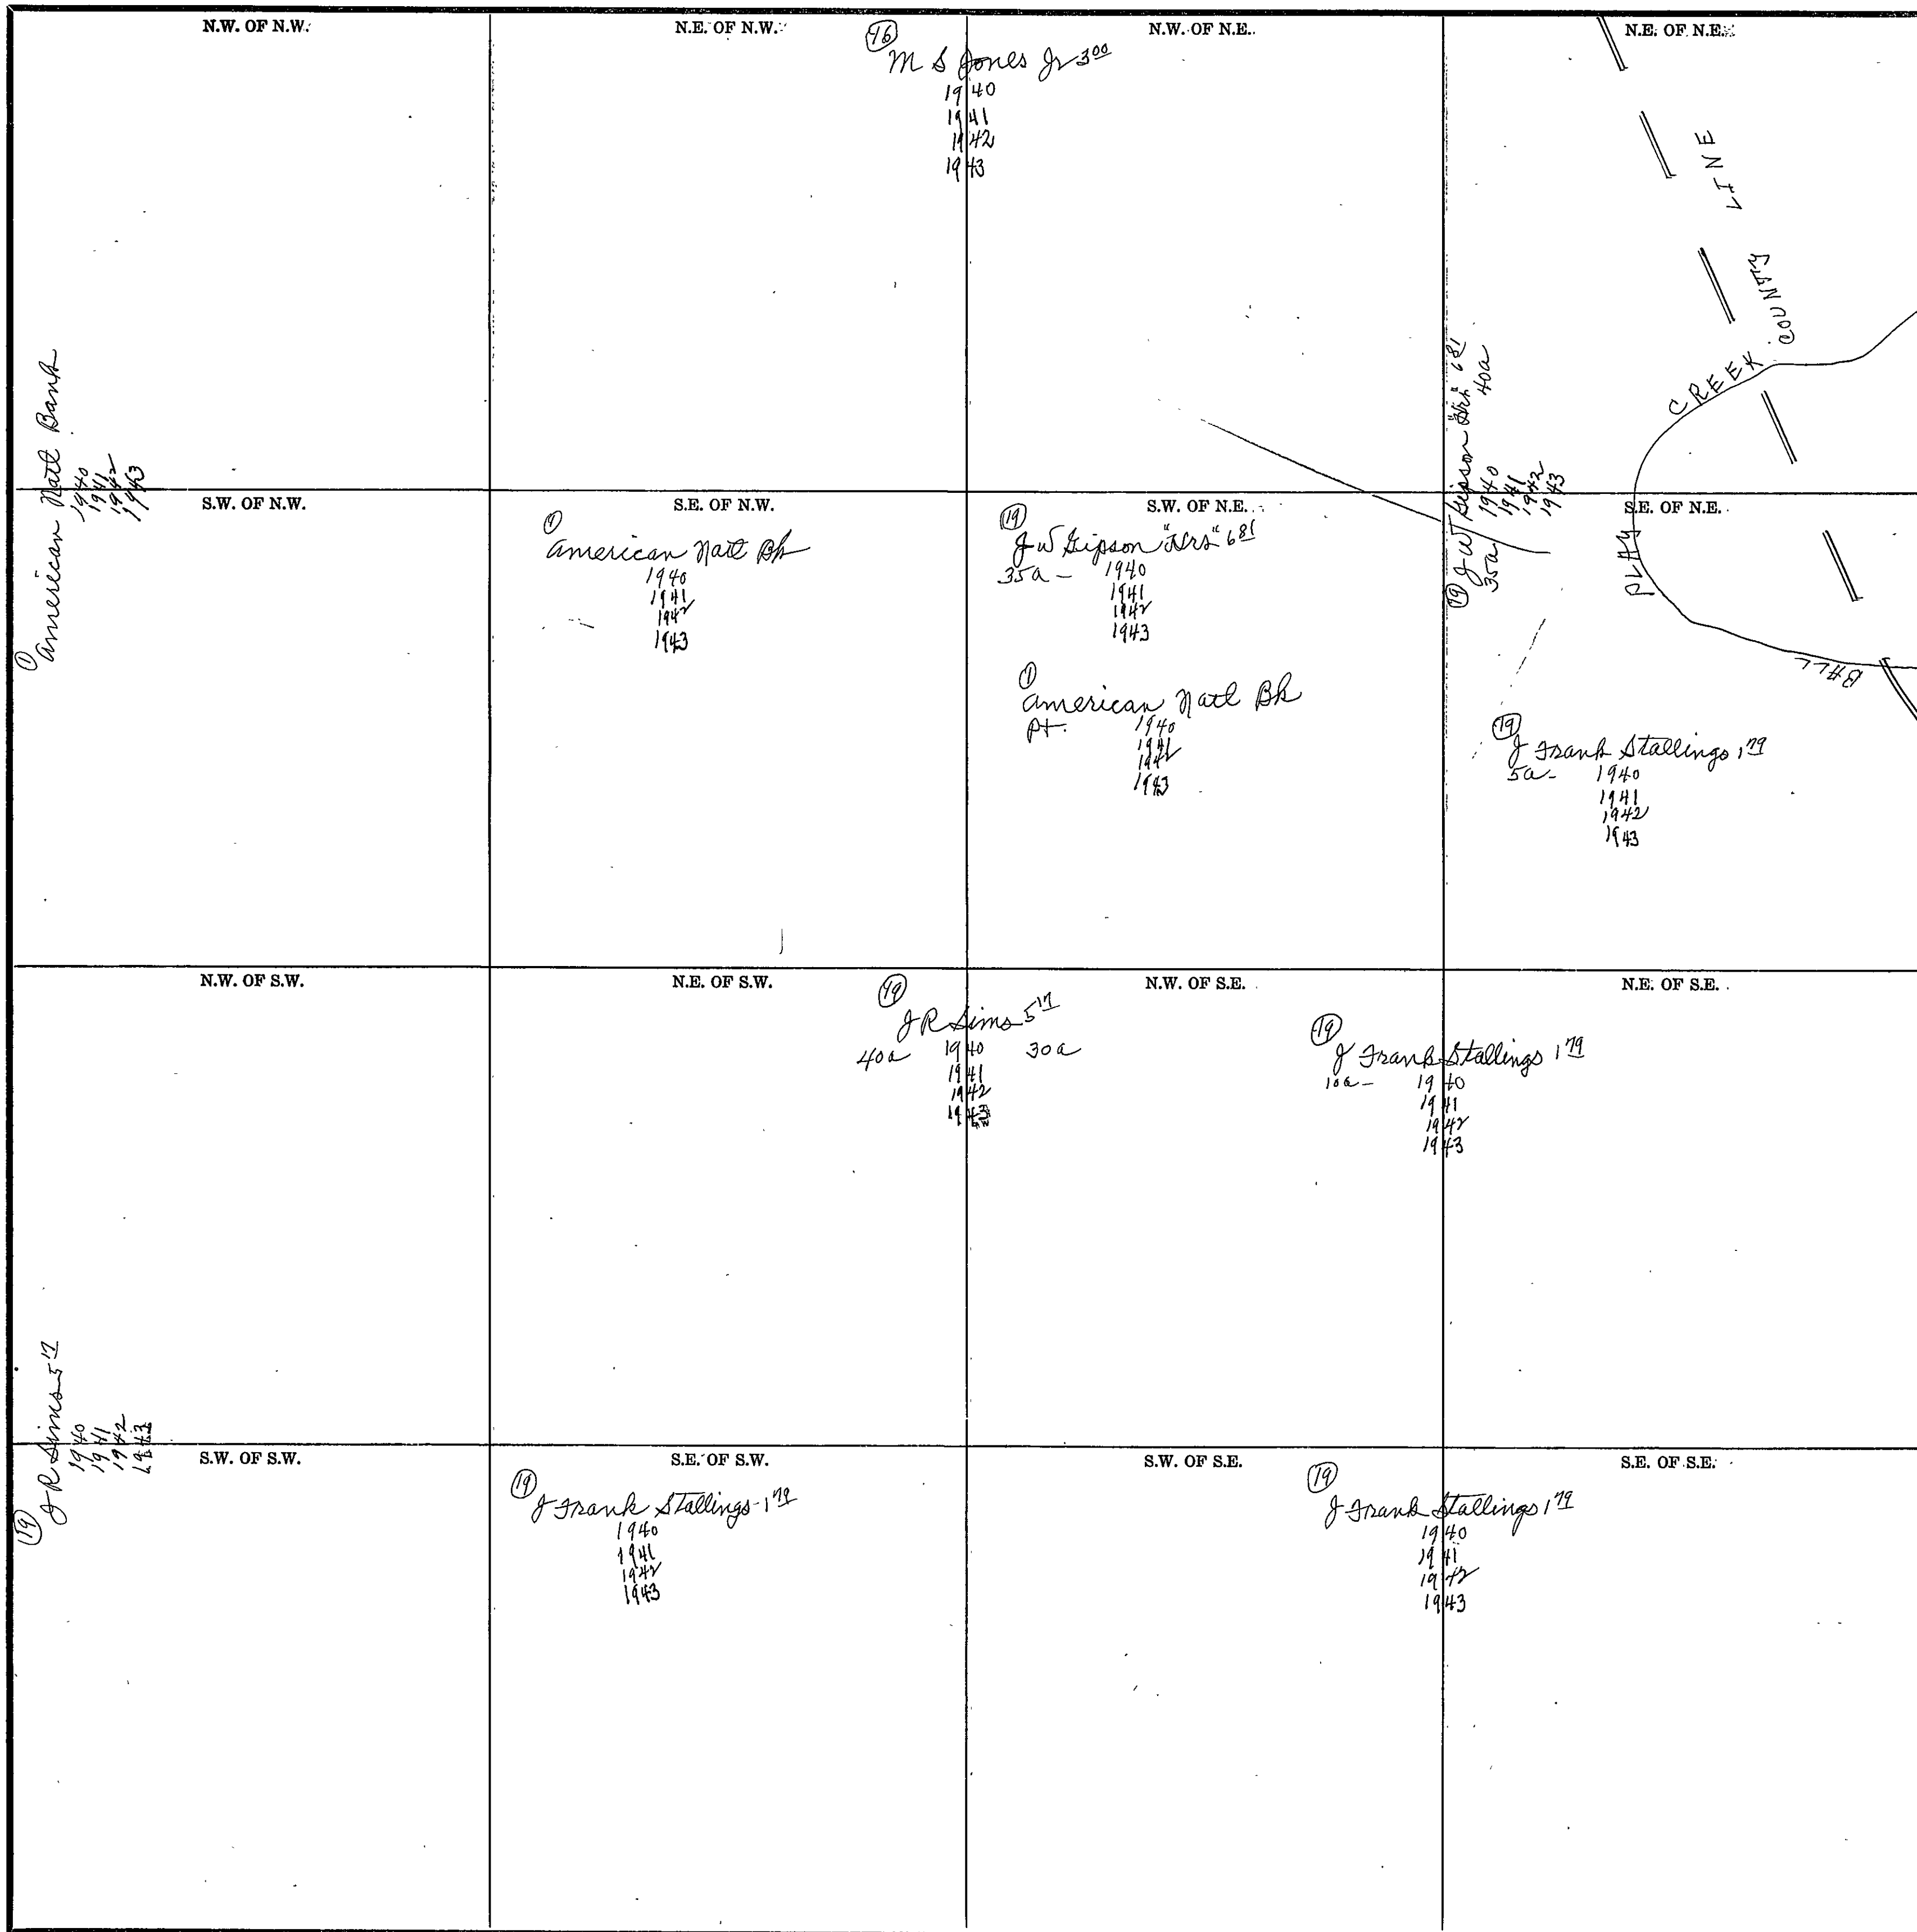 N.W. OF N.W.
N.E. OF N.W.
N.W. OF N.E.
N.E. OF N.E.
16
M S Jones Jr 3 00
1940
1941
1942
1943
LINE
COUNTY
CREEK
PLAY
BALL
1
American Natl Bank
1940
1941
1942
1943
19
J W Gipson "Hrs" 6 81
35a
40a
1940
1941
1942
1943
S.W. OF N.W.
S.E. OF N.W.
S.W. OF N.E.
S.E. OF N.E.
1
American Natl Bk
1940
1941
1942
1943
19
J W Gipson "Hrs" 6 81
35a - 1940
1941
1942
1943
1
American Natl Bk
pt. 1940
1941
1942
1943
19
J Frank Stallings 1 79
5a - 1940
1941
1942
1943
N.W. OF S.W.
N.E. OF S.W.
N.W. OF S.E.
N.E. OF S.E.
19
J R Sims 5 17
40a 1940 30a
1941
1942
1943
19
J Frank Stallings 1 79
10a - 1940
1941
1942
1943
19
J R Sims 5 17
1940
1941
1942
1943
S.W. OF S.W.
S.E. OF S.W.
S.W. OF S.E.
S.E. OF S.E.
19
J Frank Stallings - 1 79
1940
1941
1942
1943
19
J Frank Stallings 1 79
1940
1941
1942
1943